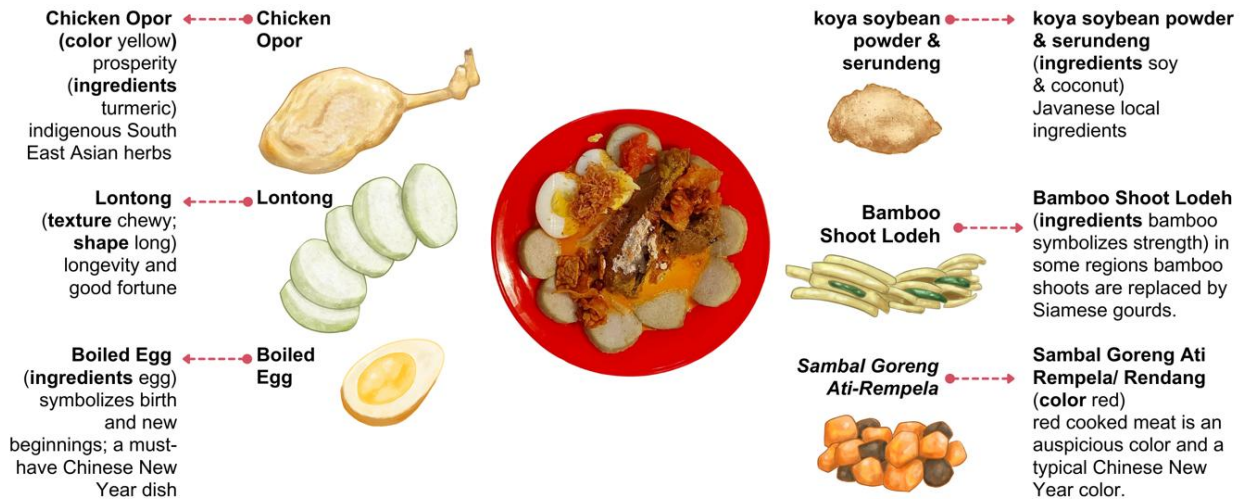 Chicken Opor
(color yellow)
prosperity
(ingredients
turmeric)
indigenous South
East Asian herbs
Chicken
Opor
Lontong
(texture chewy;
shape long)
longevity and
good fortune
Lontong
Boiled Egg
(ingredients egg)
symbolizes birth
and new
beginnings; a must-
have Chinese New
Year dish
Boiled
Egg
koya soybean
powder &
serundeng
koya soybean powder
& serundeng
(ingredients soy
& coconut)
Javanese local
ingredients
Bamboo
Shoot Lodeh
Bamboo Shoot Lodeh
(ingredients bamboo
symbolizes strength) in
some regions bamboo
shoots are replaced by
Siamese gourds.
Sambal Goreng
Ati-Rempela
Sambal Goreng Ati
Rempela/ Rendang
(color red)
red cooked meat is an
auspicious color and a
typical Chinese New
Year color.